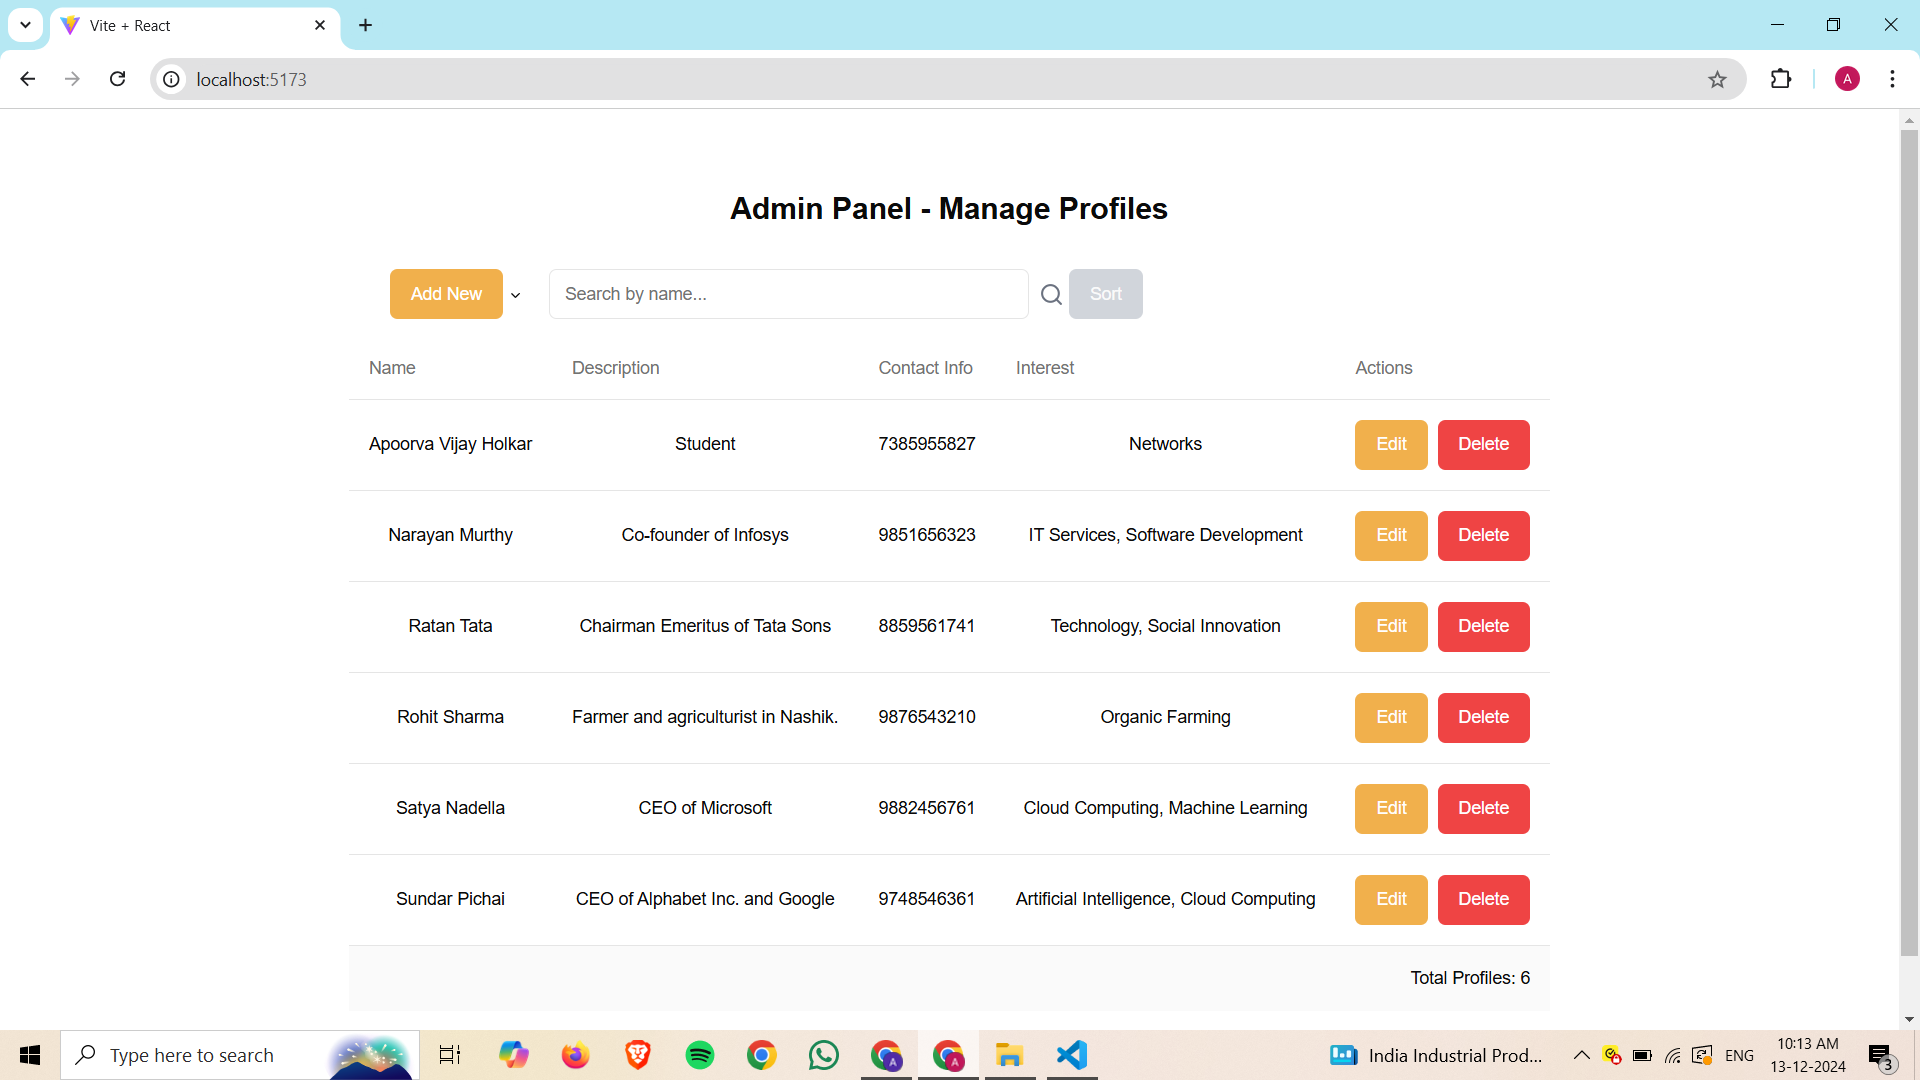 Vite + React
localhost:5173
A
Admin Panel - Manage Profiles
Add New Search by name... Sort
Name Description Contact Info Interest Actions
Apoorva Vijay Holkar Student 7385955827 Networks Edit Delete
Narayan Murthy Co-founder of Infosys 9851656323 IT Services, Software Development Edit Delete
Ratan Tata Chairman Emeritus of Tata Sons 8859561741 Technology, Social Innovation Edit Delete
Rohit Sharma Farmer and agriculturist in Nashik. 9876543210 Organic Farming Edit Delete
Satya Nadella CEO of Microsoft 9882456761 Cloud Computing, Machine Learning Edit Delete
Sundar Pichai CEO of Alphabet Inc. and Google 9748546361 Artificial Intelligence, Cloud Computing Edit Delete
Total Profiles: 6
Type here to search A A India Industrial Prod... ENG 10:13 AM
13-12-2024 3